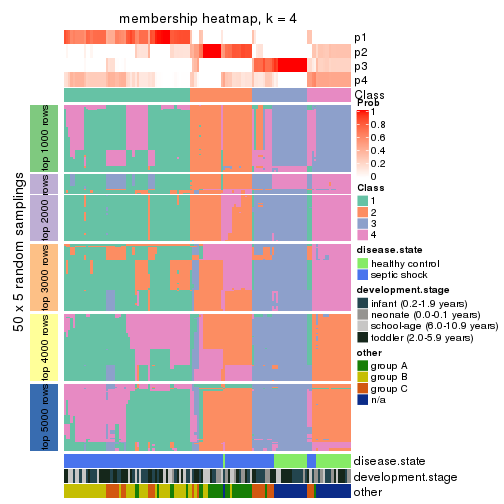 membership heatmap, k = 4
p1
p2
p3
p4
Class
50 x 5 random samplings
top 1000 rows
top 2000 rows
top 3000 rows
top 4000 rows
top 5000 rows
disease.state
development.stage
other
Prob
1
0.8
0.6
0.4
0.2
0
Class
1
2
3
4
disease.state
healthy control
septic shock
development.stage
infant (0.2-1.9 years)
neonate (0.0-0.1 years)
school-age (6.0-10.9 years)
toddler (2.0-5.9 years)
other
group A
group B
group C
n/a